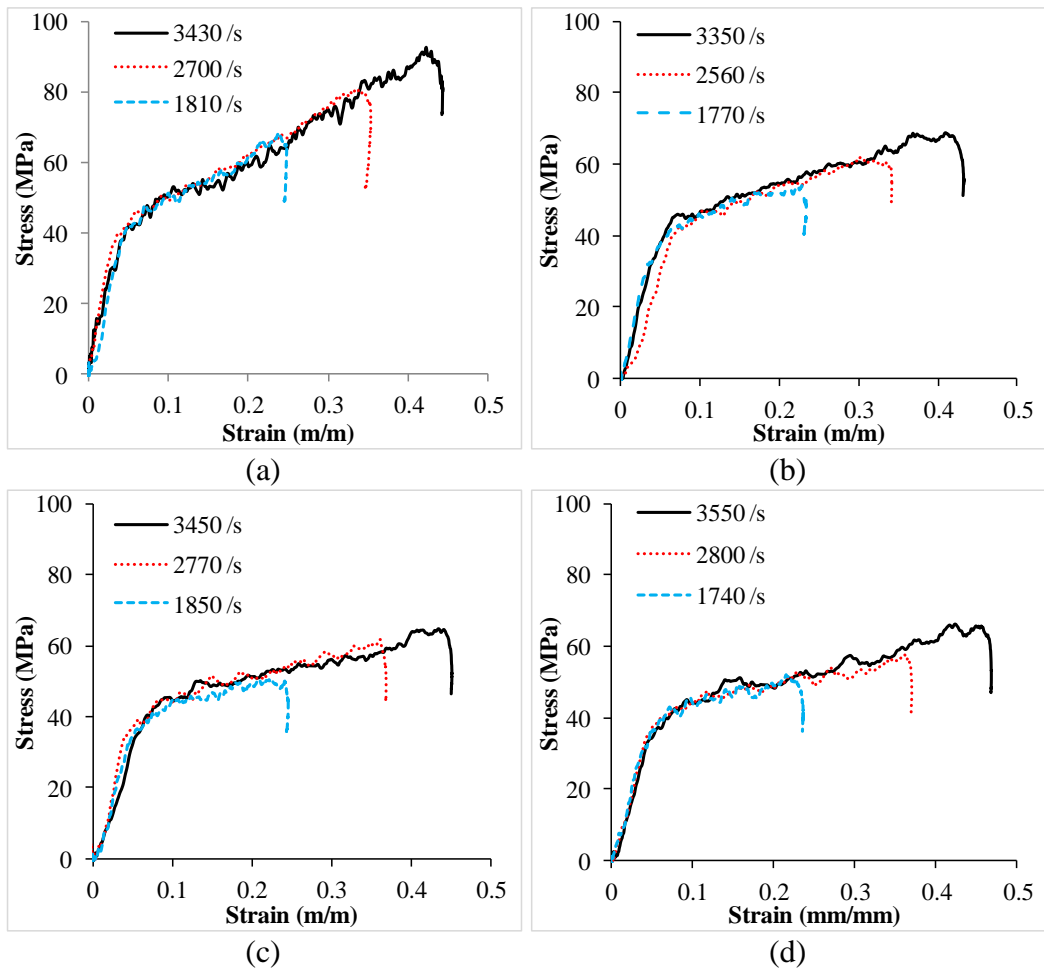 100
80
60
40
20
0
Stress (MPa)
3430 /s
2700 /s
1810 /s
0 0.1 0.2 0.3 0.4 0.5
Strain (m/m)
(a)
100
80
60
40
20
0
Stress (MPa)
3350 /s
2560 /s
1770 /s
0 0.1 0.2 0.3 0.4 0.5
Strain (m/m)
(b)
100
80
60
40
20
0
Stress (MPa)
3450 /s
2770 /s
1850 /s
0 0.1 0.2 0.3 0.4 0.5
Strain (m/m)
(c)
100
80
60
40
20
0
Stress (MPa)
3550 /s
2800 /s
1740 /s
0 0.1 0.2 0.3 0.4 0.5
Strain (mm/mm)
(d)